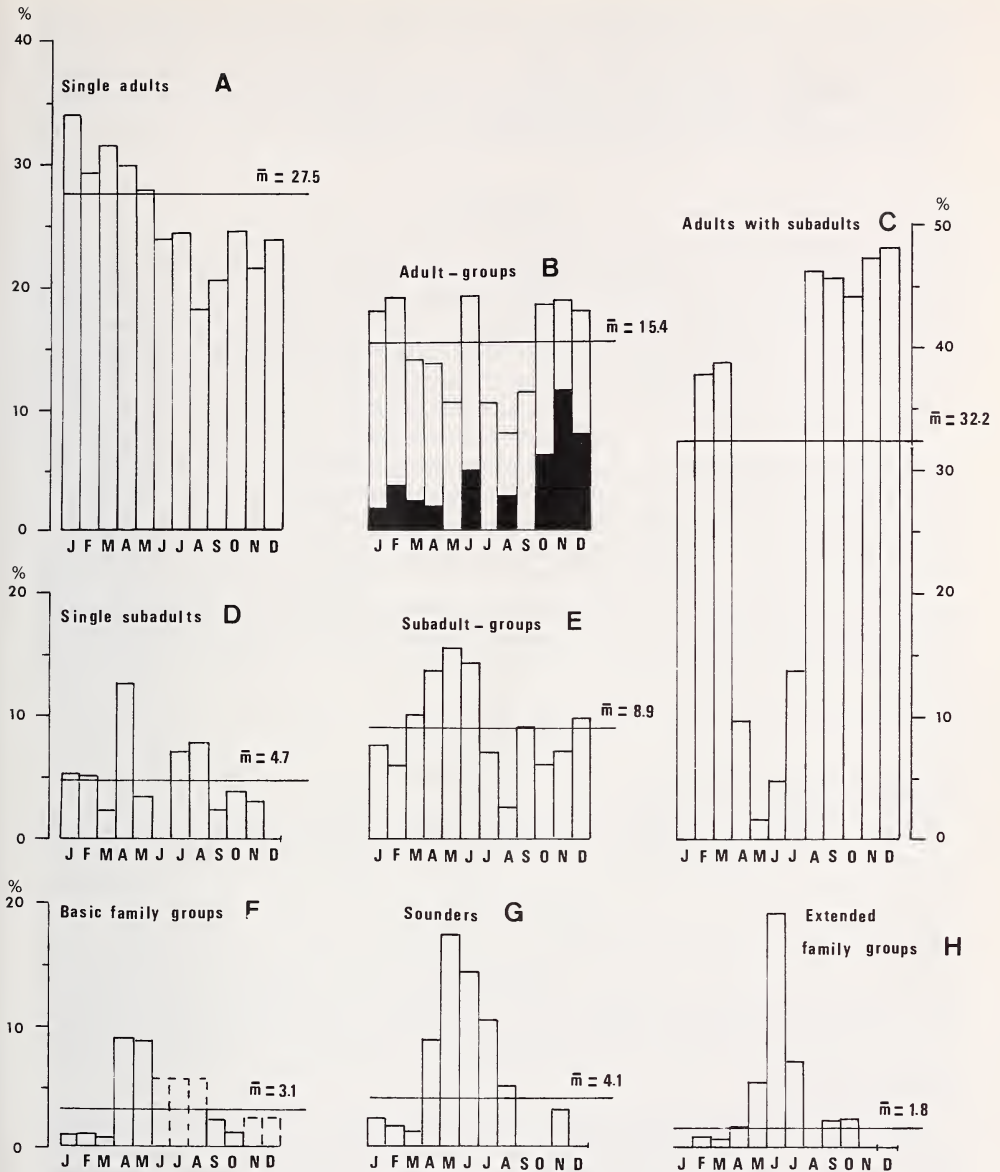 %
40
30
20
10
0
Single adults A
m̄ = 27.5
J F M A M J J A S O N D
Adult-groups B
m̄ = 15.4
J F M A M J J A S O N D
%
50
40
30
20
10
0
Adults with subadults C
m̄ = 32.2
J F M A M J J A S O N D
%
20
10
0
Single subadults D
m̄ = 4.7
J F M A M J J A S O N D
Subadult-groups E
m̄ = 8.9
J F M A M J J A S O N D
%
20
10
0
Basic family groups F
m̄ = 3.1
J F M A M J J A S O N D
Sounders G
m̄ = 4.1
J F M A M J J A S O N D
Extended
family groups H
m̄ = 1.8
J F M A M J J A S O N D